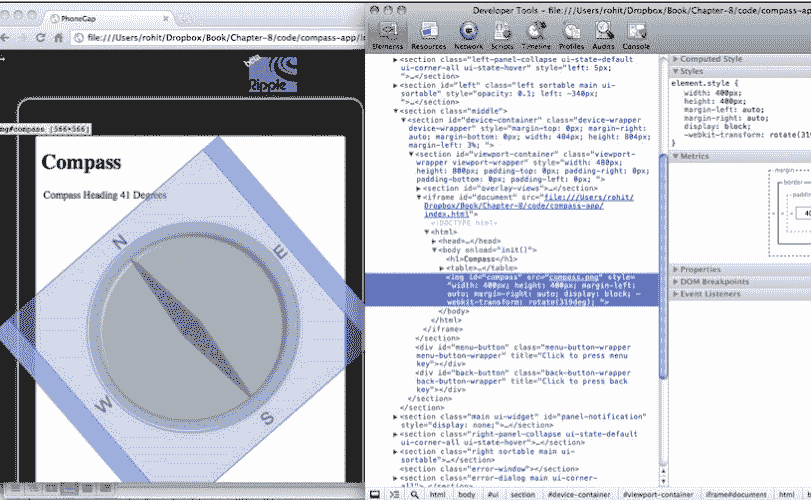 PhoneGap
Developer Tools - file:///Users/rohit/Dropbox/Book/Chapter-8/code/com
file:///Users/rohit/Dropbox/Book/Chapter-8/code/compass-app/
Elements Resources Network Scripts Timeline Profiles Audits Console
beta
Ripple
mg#compass [566×566]
Compass
Compass Heading 41 Degrees
N
E
W
S
<section class="left-panel-collapse ui-state-default
ui-corner-all ui-state-hover" style="left: 5px;
">…</section>
<section id="left" class="left sortable main ui-
sortable" style="opacity: 0.1; left: -340px;
">…</section>
<section class="middle">
<section id="device-container" class="device-wrapper
device-wrapper" style="margin-top: 0px; margin-right:
auto; margin-bottom: 0px; width: 484px; height: 804px;
margin-left: 3%; ">
<section id="viewport-container" class="viewport-
wrapper viewport-wrapper" style="width: 480px;
height: 800px; padding-top: 0px; padding-right: 0px;
padding-bottom: 0px; padding-left: 0px; ">
<section id="overlay-views">…</section>
<iframe id="document" src="file:///Users/rohit/
Dropbox/Book/Chapter-8/code/compass-app/
index.html">
<!DOCTYPE html>
<html>
<head>…</head>
<body onload="init()">
<h1>Compass</h1>
<table>…</table>
<img id="compass" src="compass.png" style=
"width: 400px; height: 400px; margin-left:
auto; margin-right: auto; display: block; -
webkit-transform: rotate(319deg); ">
</body>
</html>
</iframe>
</section>
<div id="menu-button" class="menu-button-wrapper
menu-button-wrapper" title="Click to press menu
key"></div>
<div id="back-button" class="back-button-wrapper
back-button-wrapper" title="Click to press back
key"></div>
</section>
</section>
<section class="main ui-widget" id="panel-notification"
style="display: none;">…</section>
<section class="right-panel-collapse ui-state-default
ui-corner-all ui-state-hover">…</section>
<section id="right" class="right sortable main ui-
sortable">…</section>
<section class="error-window"></section>
<section id="error-dialog" class="main ui-corner-
all">
html body #ui section #device-container #viewport-container iframe#document html
Computed Style
Styles
element.style {
width: 400px;
height: 400px;
margin-left: auto;
margin-right: auto;
display: block;
-webkit-transform: rotate(319
}
Metrics
margin
border
paddin
40
Properties
DOM Breakpoints
Event Listeners